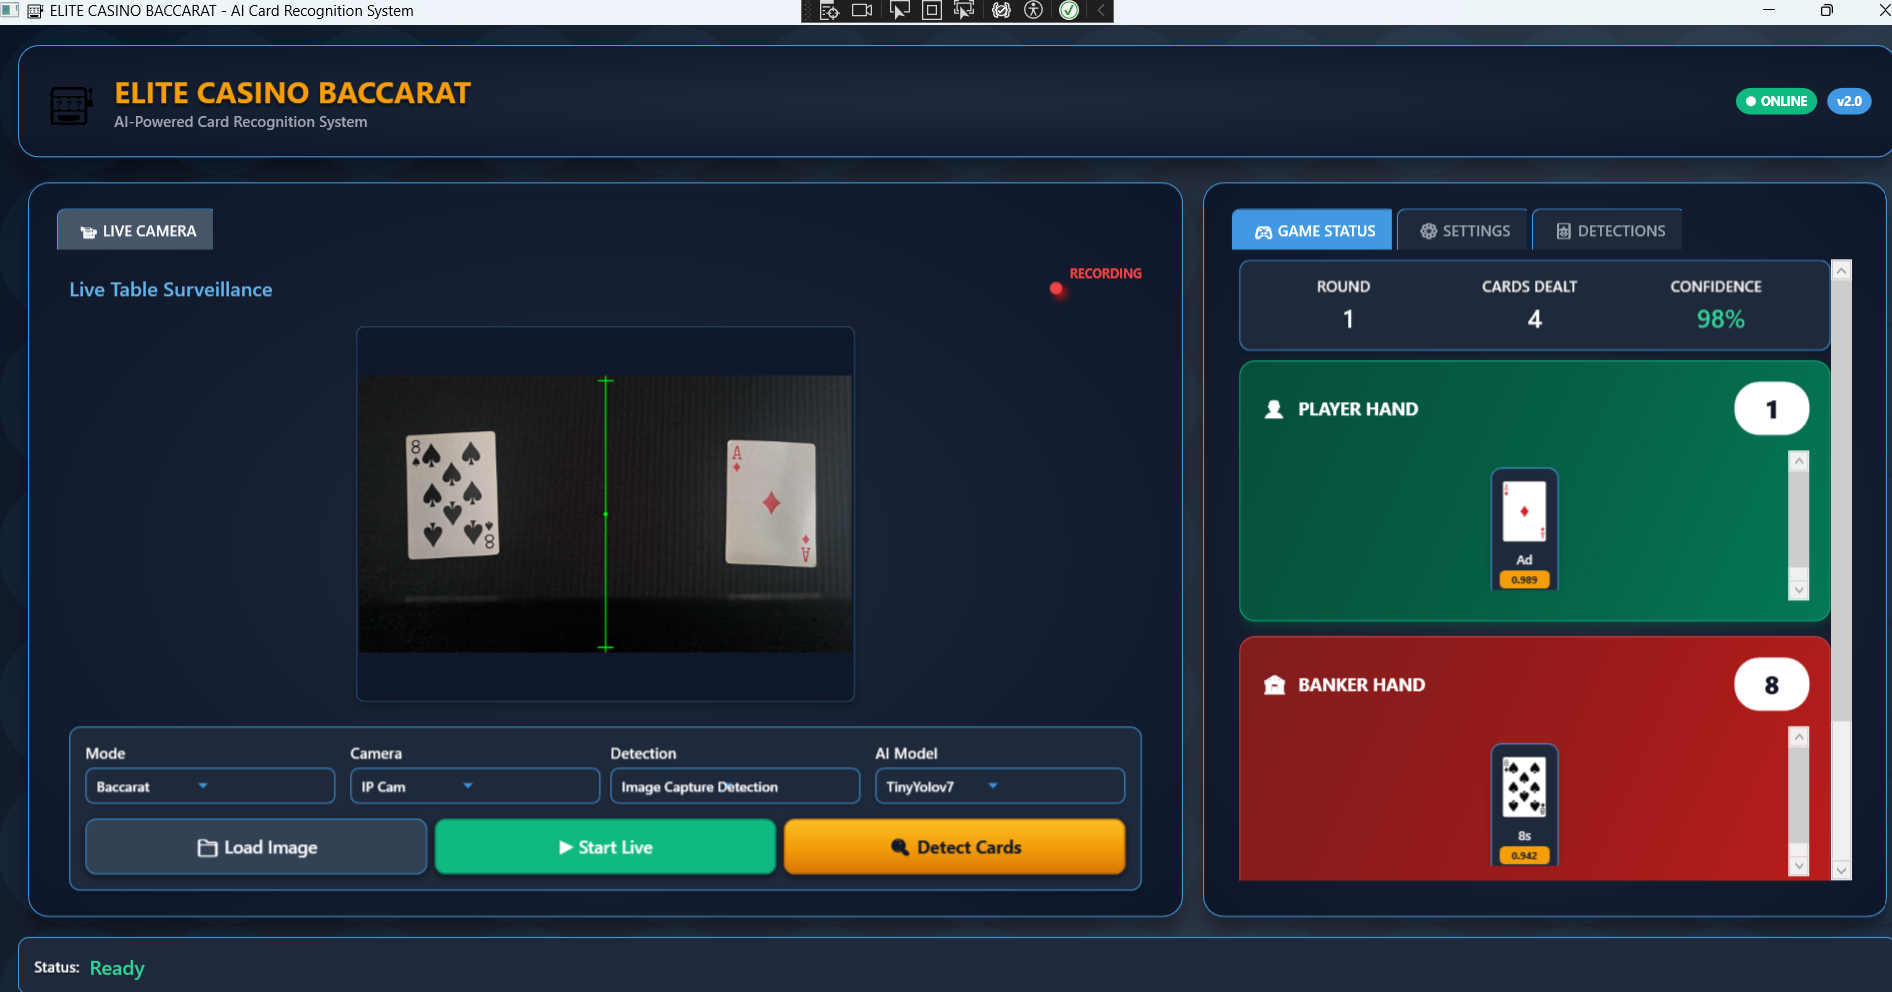 ELITE CASINO BACCARAT - AI Card Recognition System
ELITE CASINO BACCARAT
AI-Powered Card Recognition System
ONLINE
v2.0
LIVE CAMERA
Live Table Surveillance
RECORDING
8
8
A
A
Mode
Camera
Detection
AI Model
Baccarat
IP Cam
Image Capture Detection
TinyYolov7
Load Image
Start Live
Detect Cards
GAME STATUS
SETTINGS
DETECTIONS
ROUND
CARDS DEALT
CONFIDENCE
1
4
98%
PLAYER HAND
1
Ad
0.989
BANKER HAND
8
8s
0.942
Status: Ready